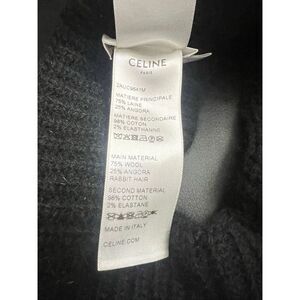 CELINE
PARIS
2AUC9641M
MATIERE PRINCIPALE
75% LAINE
25% ANGORA
MATIERE SECONDAIRE
98% COTTON
2% ELASTHANNE
MAIN MATERIAL
75% WOOL
25% ANGORA
RABBIT HAIR
SECOND MATERIAL
98% COTTON
2% ELASTANE
MADE IN ITALY
CELINE.COM